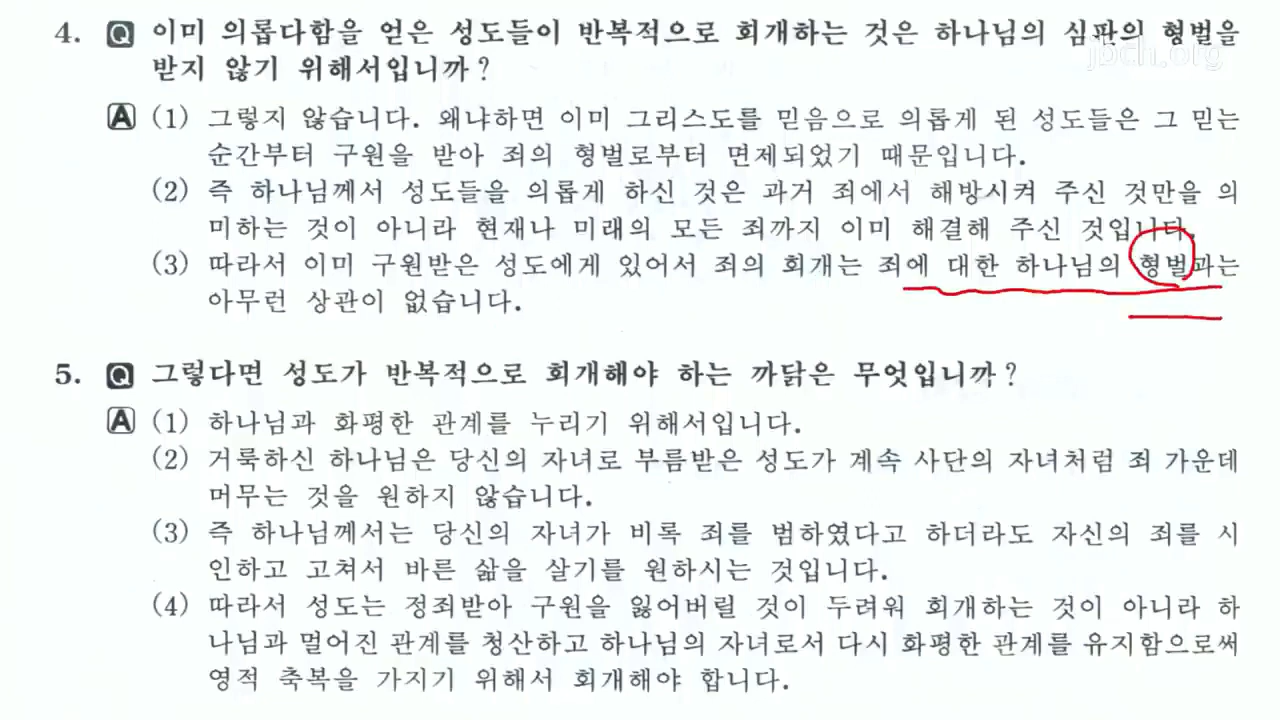 4. Q 이미 의롭다함을 얻은 성도들이 반복적으로 회개하는 것은 하나님의 심판의 형벌을
받지 않기 위해서입니까?
jbch.org
A (1) 그렇지 않습니다. 왜냐하면 이미 그리스도를 믿음으로 의롭게 된 성도들은 그 믿는
순간부터 구원을 받아 죄의 형벌로부터 면제되었기 때문입니다.
(2) 즉 하나님께서 성도들을 의롭게 하신 것은 과거 죄에서 해방시켜 주신 것만을 의
미하는 것이 아니라 현재나 미래의 모든 죄까지 이미 해결해 주신 것입니다.
(3) 따라서 이미 구원받은 성도에게 있어서 죄의 회개는 죄에 대한 하나님의 형벌과는
아무런 상관이 없습니다.
5. Q 그렇다면 성도가 반복적으로 회개해야 하는 까닭은 무엇입니까?
A (1) 하나님과 화평한 관계를 누리기 위해서입니다.
(2) 거룩하신 하나님은 당신의 자녀로 부름받은 성도가 계속 사단의 자녀처럼 죄 가운데
머무는 것을 원하지 않습니다.
(3) 즉 하나님께서는 당신의 자녀가 비록 죄를 범하였다고 하더라도 자신의 죄를 시
인하고 고쳐서 바른 삶을 살기를 원하시는 것입니다.
(4) 따라서 성도는 정죄받아 구원을 잃어버릴 것이 두려워 회개하는 것이 아니라 하
나님과 멀어진 관계를 청산하고 하나님의 자녀로서 다시 화평한 관계를 유지함으로써
영적 축복을 가지기 위해서 회개해야 합니다.